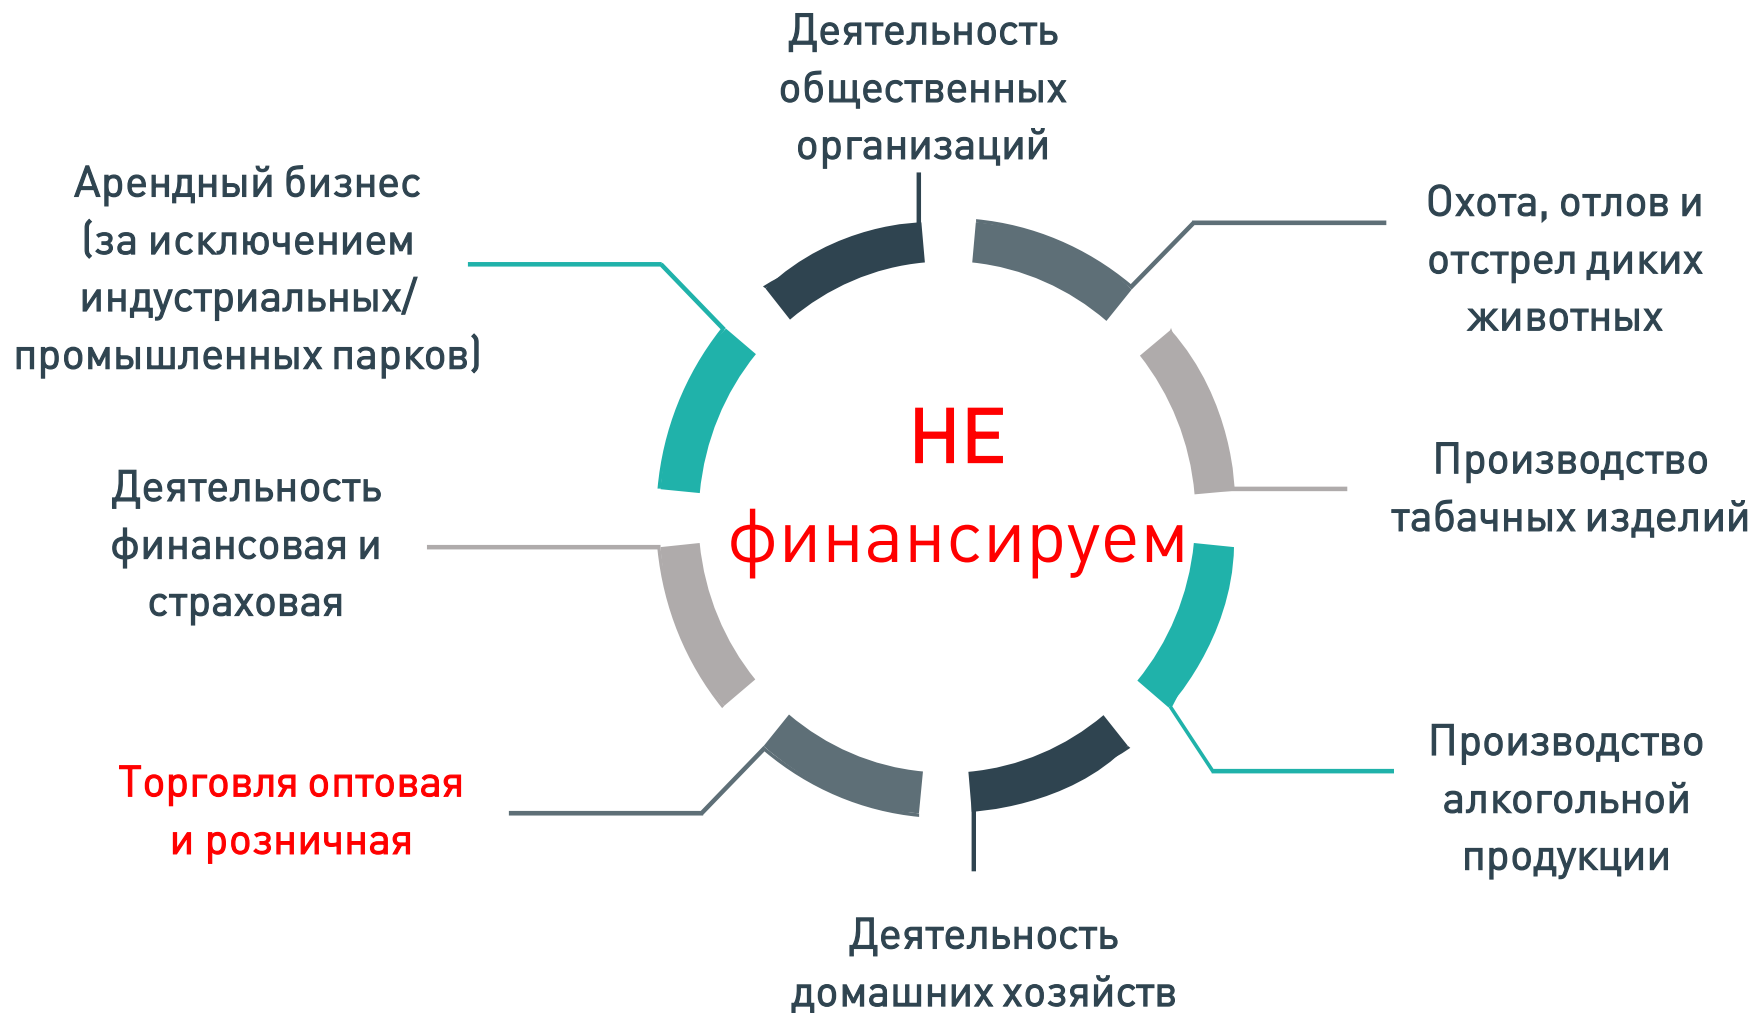 Деятельность
общественных
организаций
Арендный бизнес
(за исключением
индустриальных/
промышленных парков)
Охота, отлов и
отстрел диких
животных
НЕ
финансируем
Деятельность
финансовая и
страховая
Производство
табачных изделий
Торговля оптовая
и розничная
Производство
алкогольной
продукции
Деятельность
домашних хозяйств